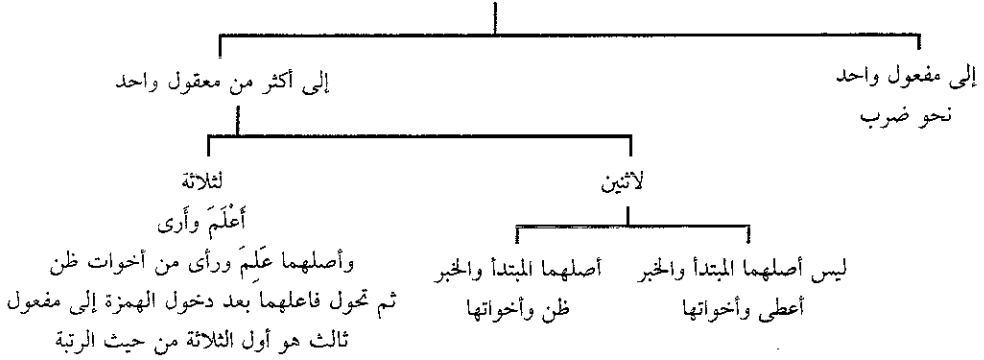 إلى مفعول واحد
نحو ضرب
إلى أكثر من معقول واحد
لاثنين
ليس أصلهما المبتدأ والخبر
أعطى وأخواتها
أصلهما المبتدأ والخبر
ظن وأخواتها
لثلاثة
أَعْلَمَ وأَرى
وأصلهما عَلِمَ ورأى من أخوات ظن
ثم تحول فاعلهما بعد دخول الهمزة إلى مفعول
ثالث هو أول الثلاثة من حيث الرتبة